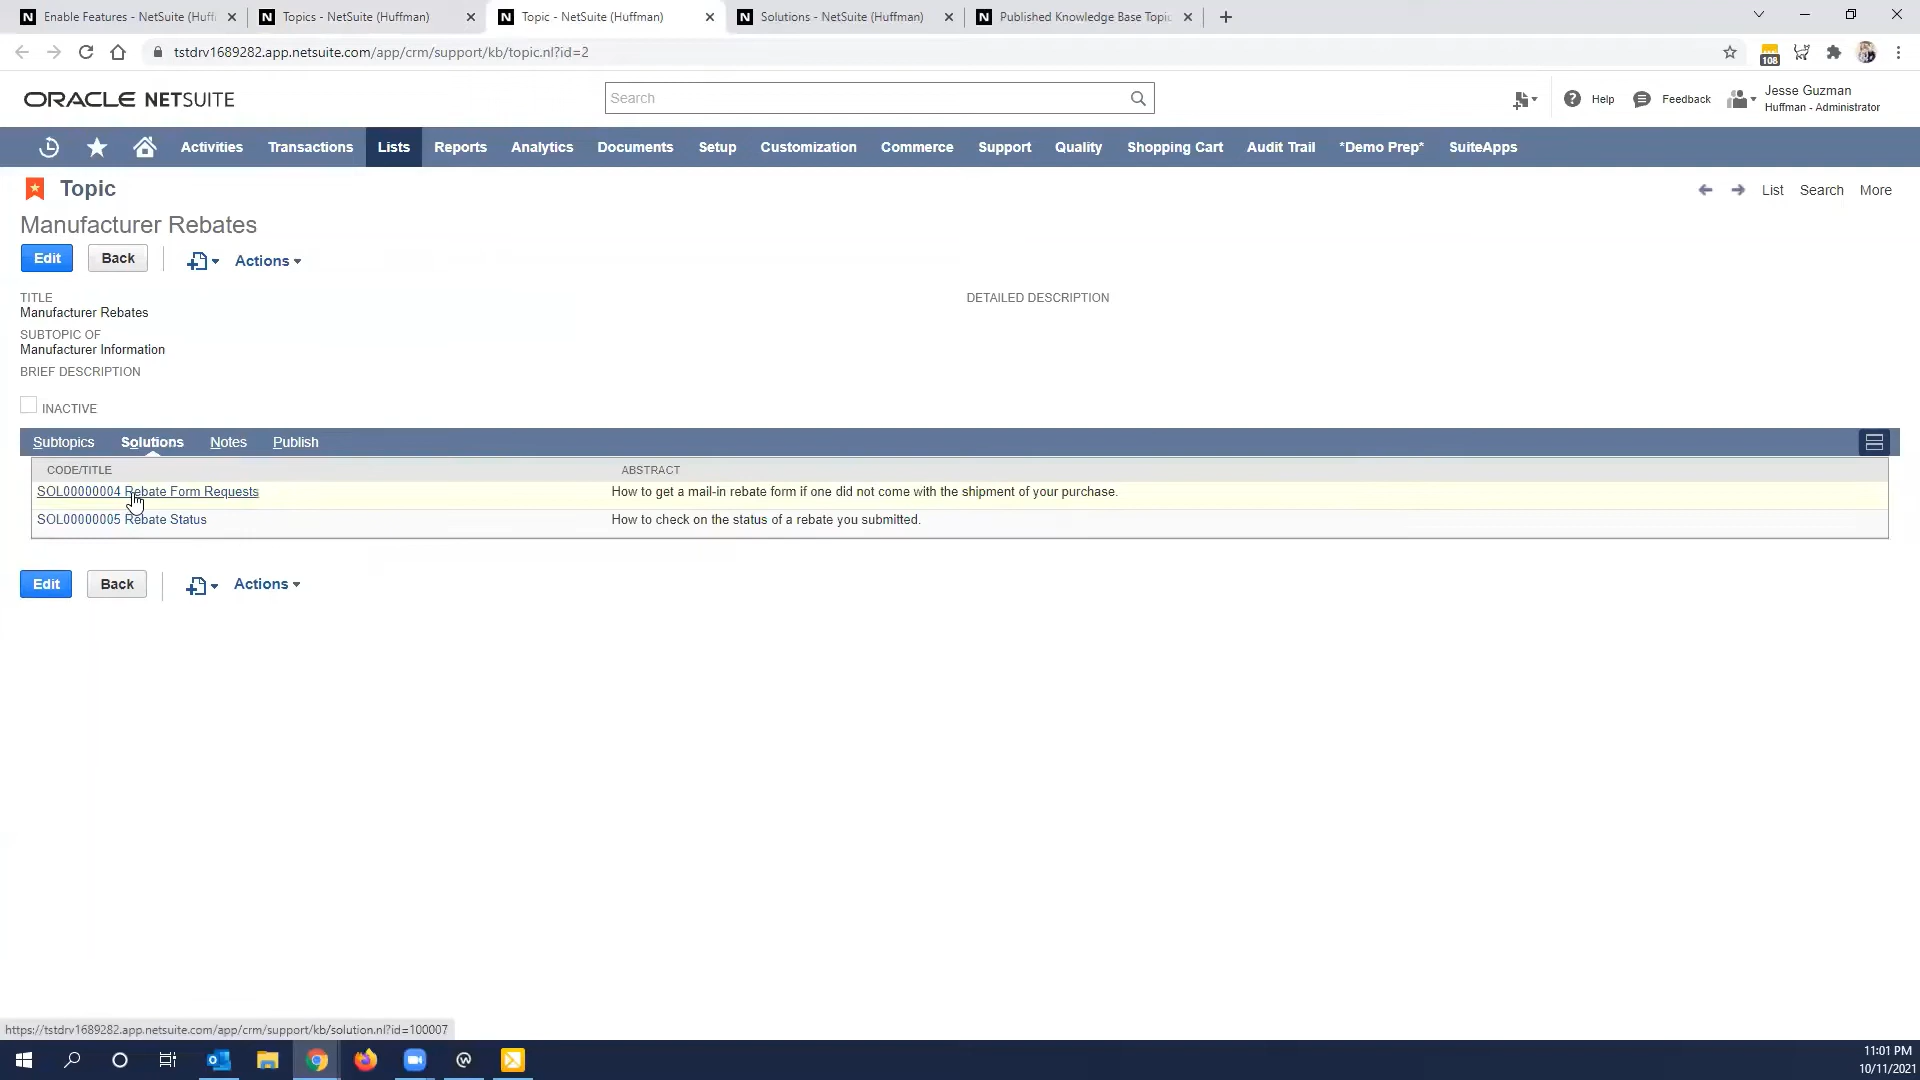 Enable Features - NetSuite (Huff
Topics - NetSuite (Huffman)
Topic - NetSuite (Huffman)
Solutions - NetSuite (Huffman)
Published Knowledge Base Topic
tstdrv1689282.app.netsuite.com/app/crm/support/kb/topic.nl?id=2
108
ORACLE NETSUITE
Search
Help
Feedback
Jesse Guzman
Huffman - Administrator
Activities
Transactions
Lists
Reports
Analytics
Documents
Setup
Customization
Commerce
Support
Quality
Shopping Cart
Audit Trail
*Demo Prep*
SuiteApps
Topic
List
Search
More
Manufacturer Rebates
Edit
Back
Actions
TITLE
Manufacturer Rebates
SUBTOPIC OF
Manufacturer Information
BRIEF DESCRIPTION
INACTIVE
DETAILED DESCRIPTION
Subtopics
Solutions
Notes
Publish
CODE/TITLE
ABSTRACT
SOL00000004 Rebate Form Requests
How to get a mail-in rebate form if one did not come with the shipment of your purchase.
SOL00000005 Rebate Status
How to check on the status of a rebate you submitted.
Edit
Back
Actions
https://tstdrv1689282.app.netsuite.com/app/crm/support/kb/solution.nl?id=100007
11:01 PM
10/11/2021